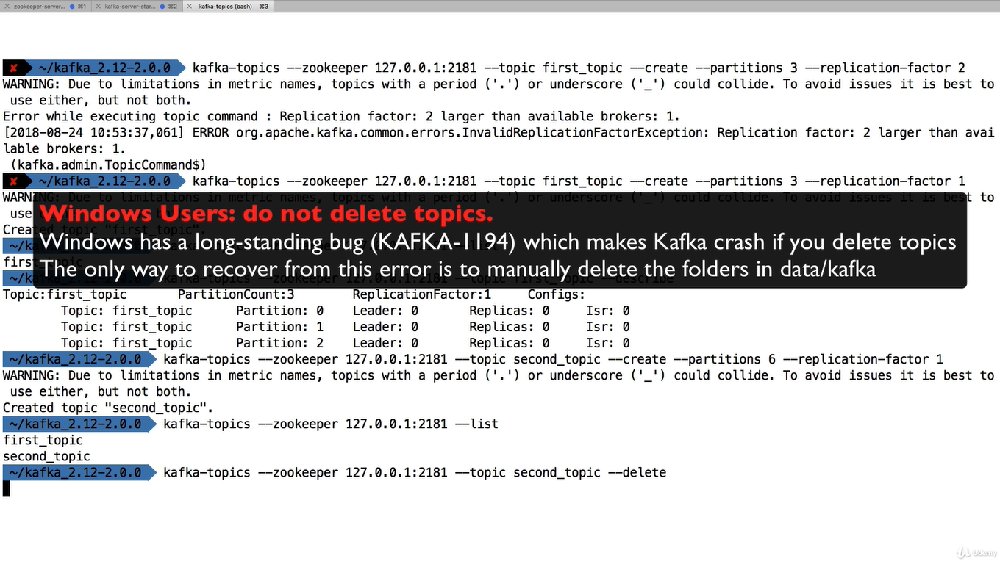 zookeeper-server... ⌘1 kafka-server-star... ⌘2 kafka-topics (bash) ⌘3
✘ ~/kafka_2.12-2.0.0 kafka-topics --zookeeper 127.0.0.1:2181 --topic first_topic --create --partitions 3 --replication-factor 2
WARNING: Due to limitations in metric names, topics with a period ('.') or underscore ('_') could collide. To avoid issues it is best to
use either, but not both.
Error while executing topic command : Replication factor: 2 larger than available brokers: 1.
[2018-08-24 10:53:37,061] ERROR org.apache.kafka.common.errors.InvalidReplicationFactorException: Replication factor: 2 larger than avai
lable brokers: 1.
(kafka.admin.TopicCommand$)
✘ ~/kafka_2.12-2.0.0 kafka-topics --zookeeper 127.0.0.1:2181 --topic first_topic --create --partitions 3 --replication-factor 1
WARNING: Due to limitations in metric names, topics with a period ('.') or underscore ('_') could collide. To avoid issues it is best to
use
Windows Users: do not delete topics.
Created topic "first_topic".
Windows has a long-standing bug (KAFKA-1194) which makes Kafka crash if you delete topics
first_topic
The only way to recover from this error is to manually delete the folders in data/kafka
Topic:first_topic PartitionCount:3 ReplicationFactor:1 Configs:
Topic: first_topic Partition: 0 Leader: 0 Replicas: 0 Isr: 0
Topic: first_topic Partition: 1 Leader: 0 Replicas: 0 Isr: 0
Topic: first_topic Partition: 2 Leader: 0 Replicas: 0 Isr: 0
~/kafka_2.12-2.0.0 kafka-topics --zookeeper 127.0.0.1:2181 --topic second_topic --create --partitions 6 --replication-factor 1
WARNING: Due to limitations in metric names, topics with a period ('.') or underscore ('_') could collide. To avoid issues it is best to
use either, but not both.
Created topic "second_topic".
~/kafka_2.12-2.0.0 kafka-topics --zookeeper 127.0.0.1:2181 --list
first_topic
second_topic
~/kafka_2.12-2.0.0 kafka-topics --zookeeper 127.0.0.1:2181 --topic second_topic --delete
Udemy